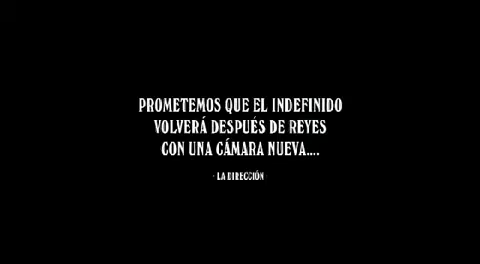 PROMETEMOS QUE EL INDEFINIDO
VOLVERÁ DESPUÉS DE REYES
CON UNA CÁMARA NUEVA....
- LA DIRECCIÓN